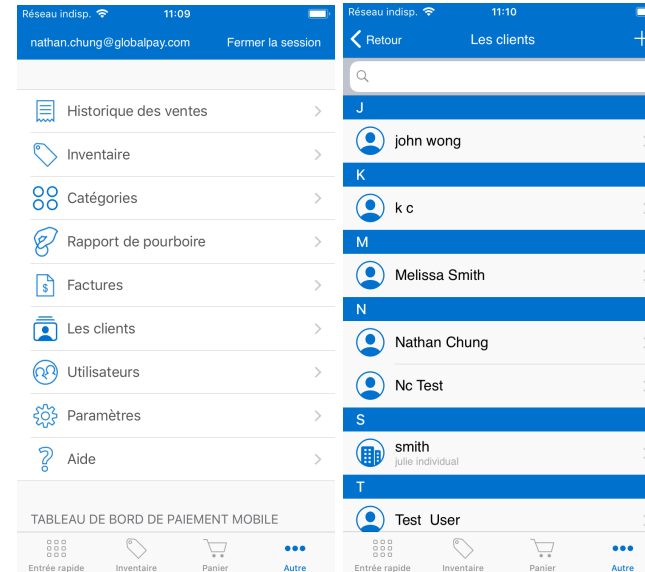 Réseau indisp. 11:09
nathan.chung@globalpay.com Fermer la session
Historique des ventes
Inventaire
Catégories
Rapport de pourboire
$ Factures
Les clients
Utilisateurs
Paramètres
Aide
TABLEAU DE BORD DE PAIEMENT MOBILE
Entrée rapide Inventaire Panier Autre
Réseau indisp. 11:10
Retour Les clients
J
john wong
K
k c
M
Melissa Smith
N
Nathan Chung
Nc Test
S
smith
julie individual
T
Test User
Entrée rapide Inventaire Panier Autre